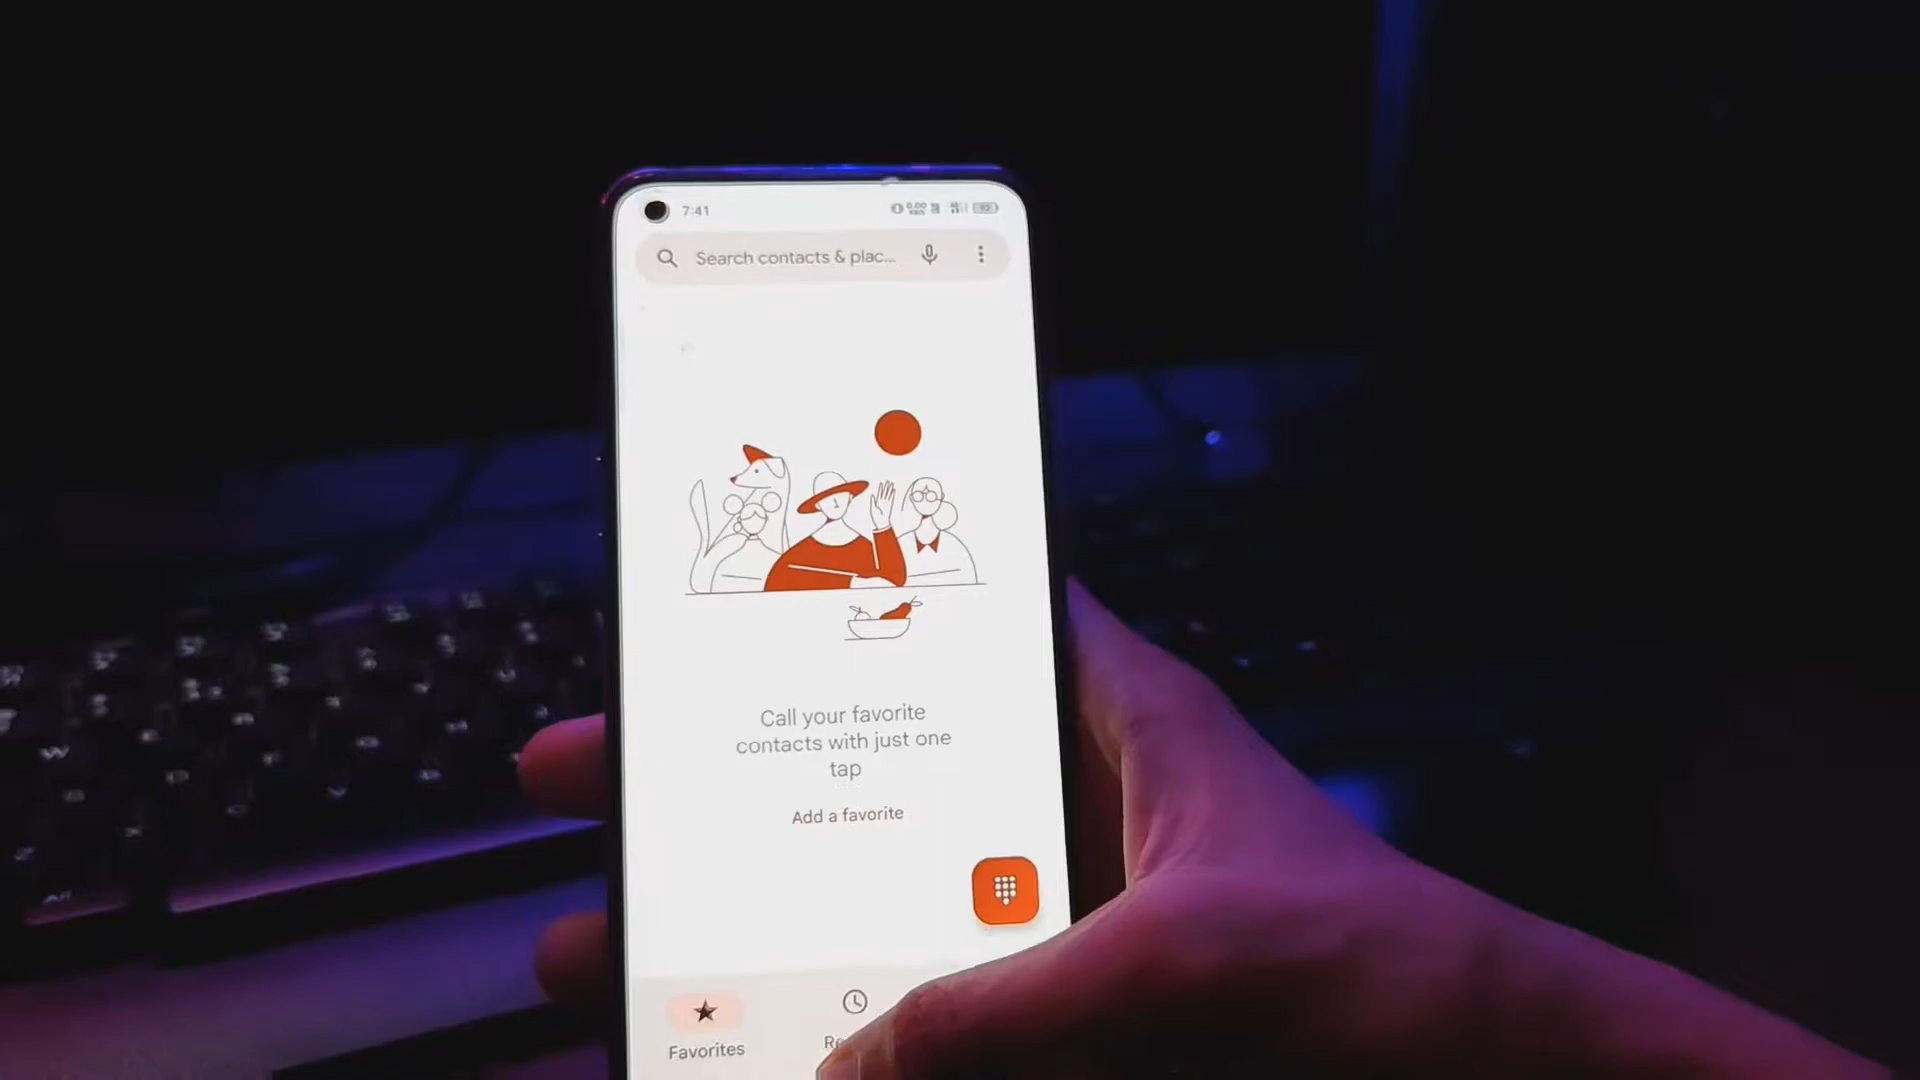 7:41
Search contacts & plac...
Call your favorite
contacts with just one
tap
Add a favorite
Favorites